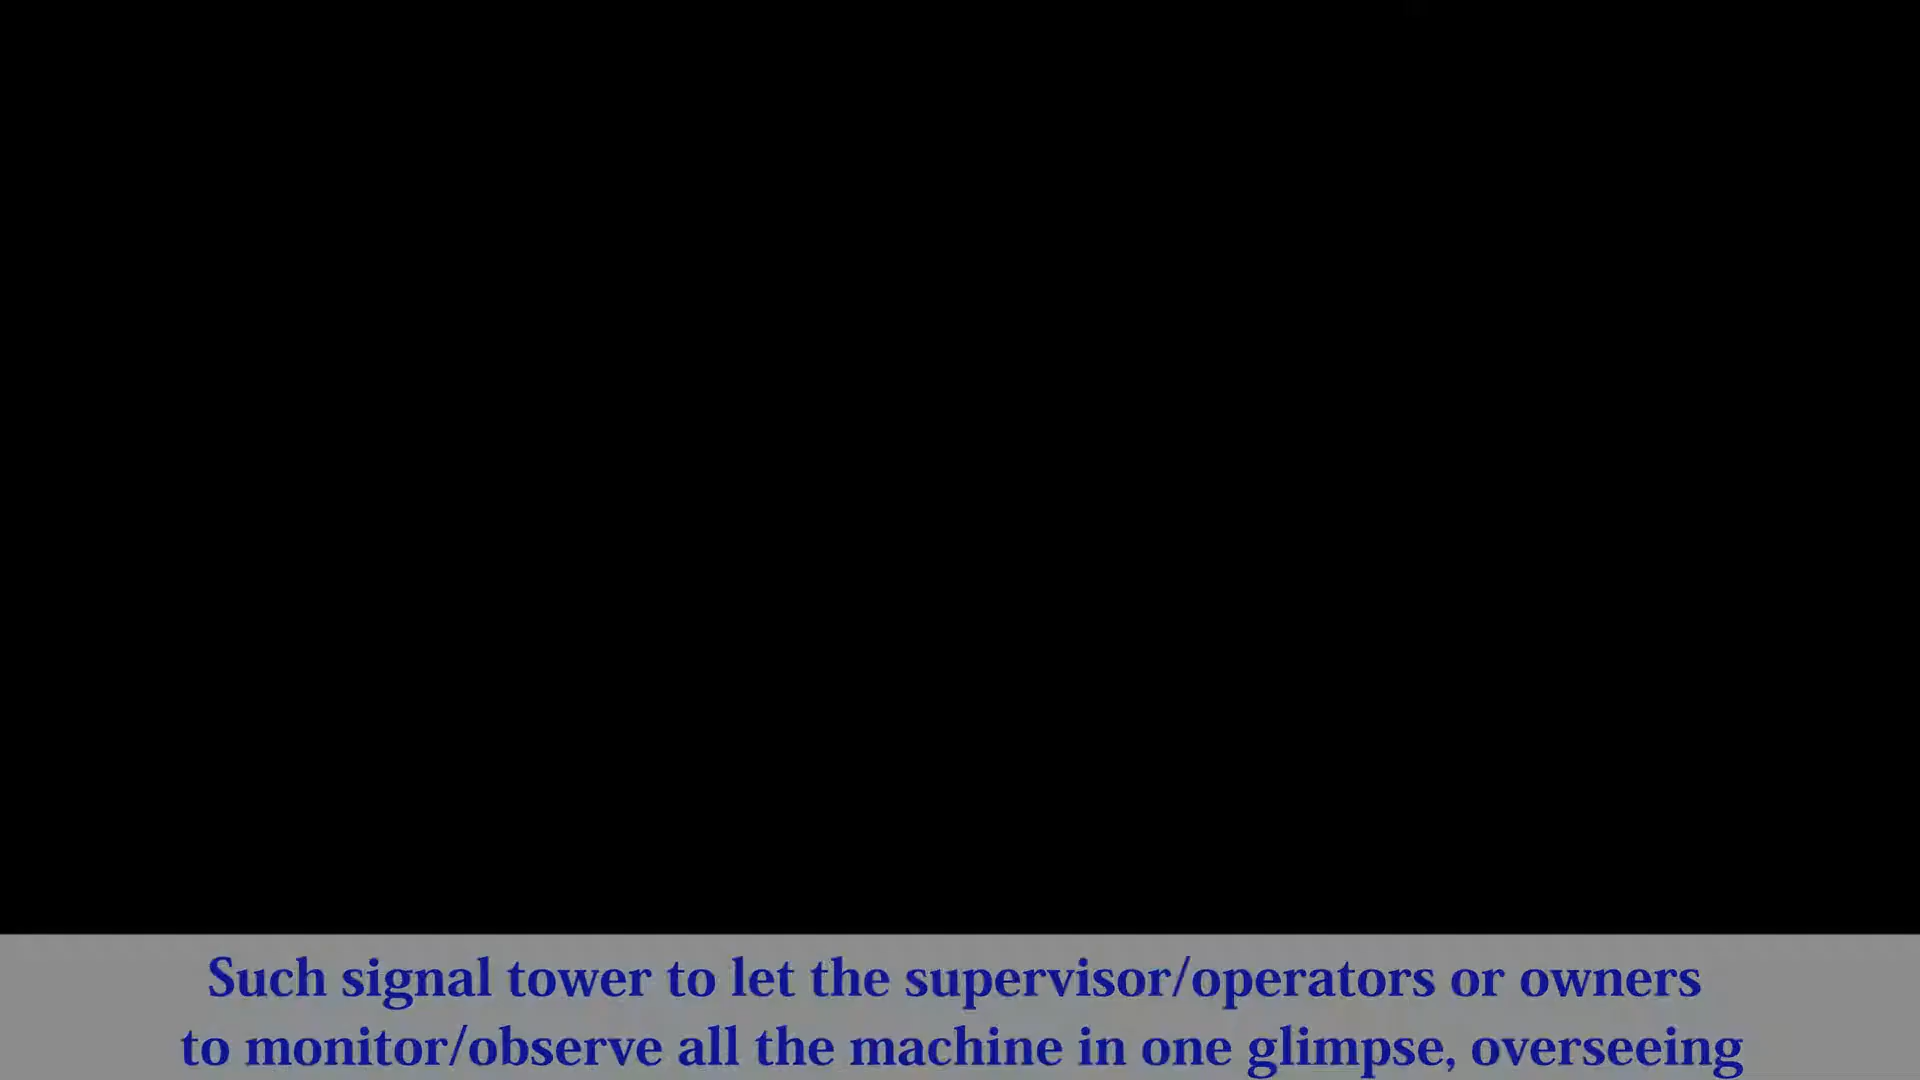 Such signal tower to let the supervisor/operators or owners
to monitor/observe all the machine in one glimpse, overseeing